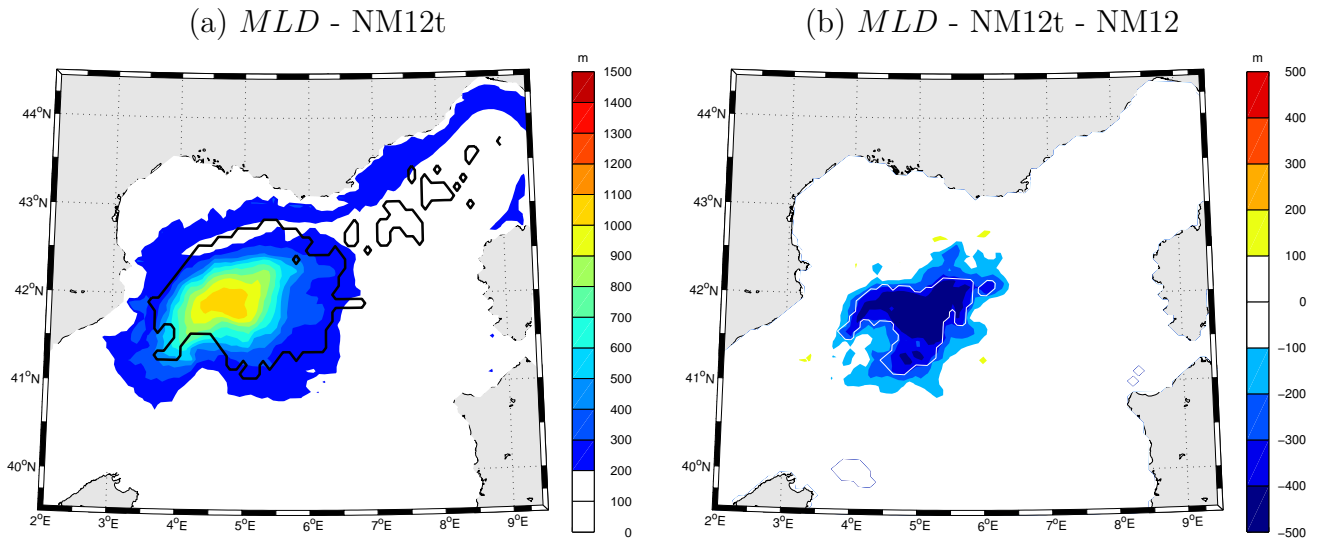 (a) MLD - NM12t
(b) MLD - NM12t - NM12
m
1500
1400
1300
1200
1100
1000
900
800
700
600
500
400
300
200
100
0
44°N
43°N
42°N
41°N
40°N
2°E
3°E
4°E
5°E
6°E
7°E
8°E
9°E
m
500
400
300
200
100
0
−100
−200
−300
−400
−500
44°N
43°N
42°N
41°N
40°N
2°E
3°E
4°E
5°E
6°E
7°E
8°E
9°E